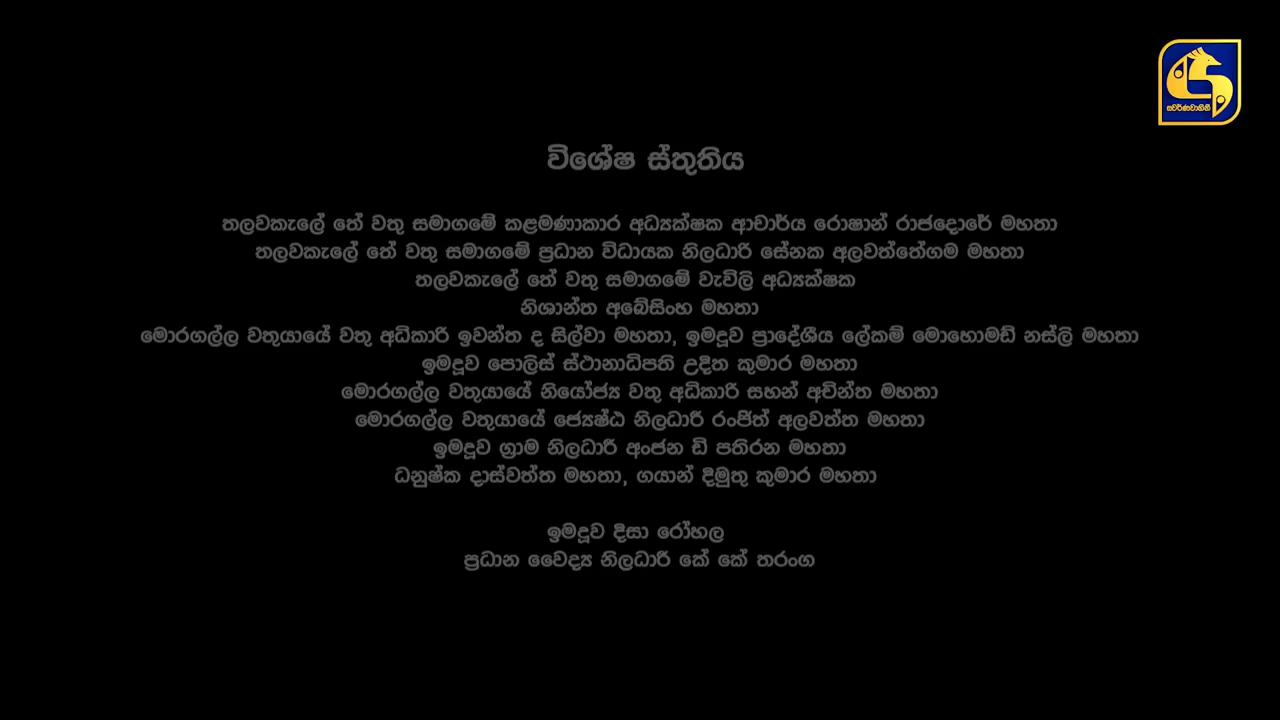 ස්වර්ණවාහිනී
විශේෂ ස්තූතිය
තලවකැලේ තේ වතු සමාගමේ කළමණාකාර අධ්‍යක්ෂක ආචාර්ය රොෂාන් රාජදොරේ මහතා
තලවකැලේ තේ වතු සමාගමේ ප්‍රධාන විධායක නිලධාරි සේනක අලවත්තේගම මහතා
තලවකැලේ තේ වතු සමාගමේ වැවිලි අධ්‍යක්ෂක
නිශාන්ත අබේසිංහ මහතා
මොරගල්ල වතුයායේ වතු අධිකාරි ඉවන්ත ද සිල්වා මහතා, ඉමදූව ප්‍රාදේශීය ලේකම් මොහොමඩ් නස්ලි මහතා
ඉමදූව පොලිස් ස්ථානාධිපති උදිත කුමාර මහතා
මොරගල්ල වතුයායේ නියෝජ්‍ය වතු අධිකාරි සහන් අචින්ත මහතා
මොරගල්ල වතුයායේ ජ්‍යෙෂ්ඨ නිලධාරී රංජිත් අලවත්ත මහතා
ඉමදූව ග්‍රාම නිලධාරී අංජන ඩි පතිරන මහතා
ධනුෂ්ක දාස්වත්ත මහතා, ගයාන් දිමුතු කුමාර මහතා
ඉමදූව දිසා රෝහල
ප්‍රධාන වෛද්‍ය නිලධාරී කේ කේ තරංග